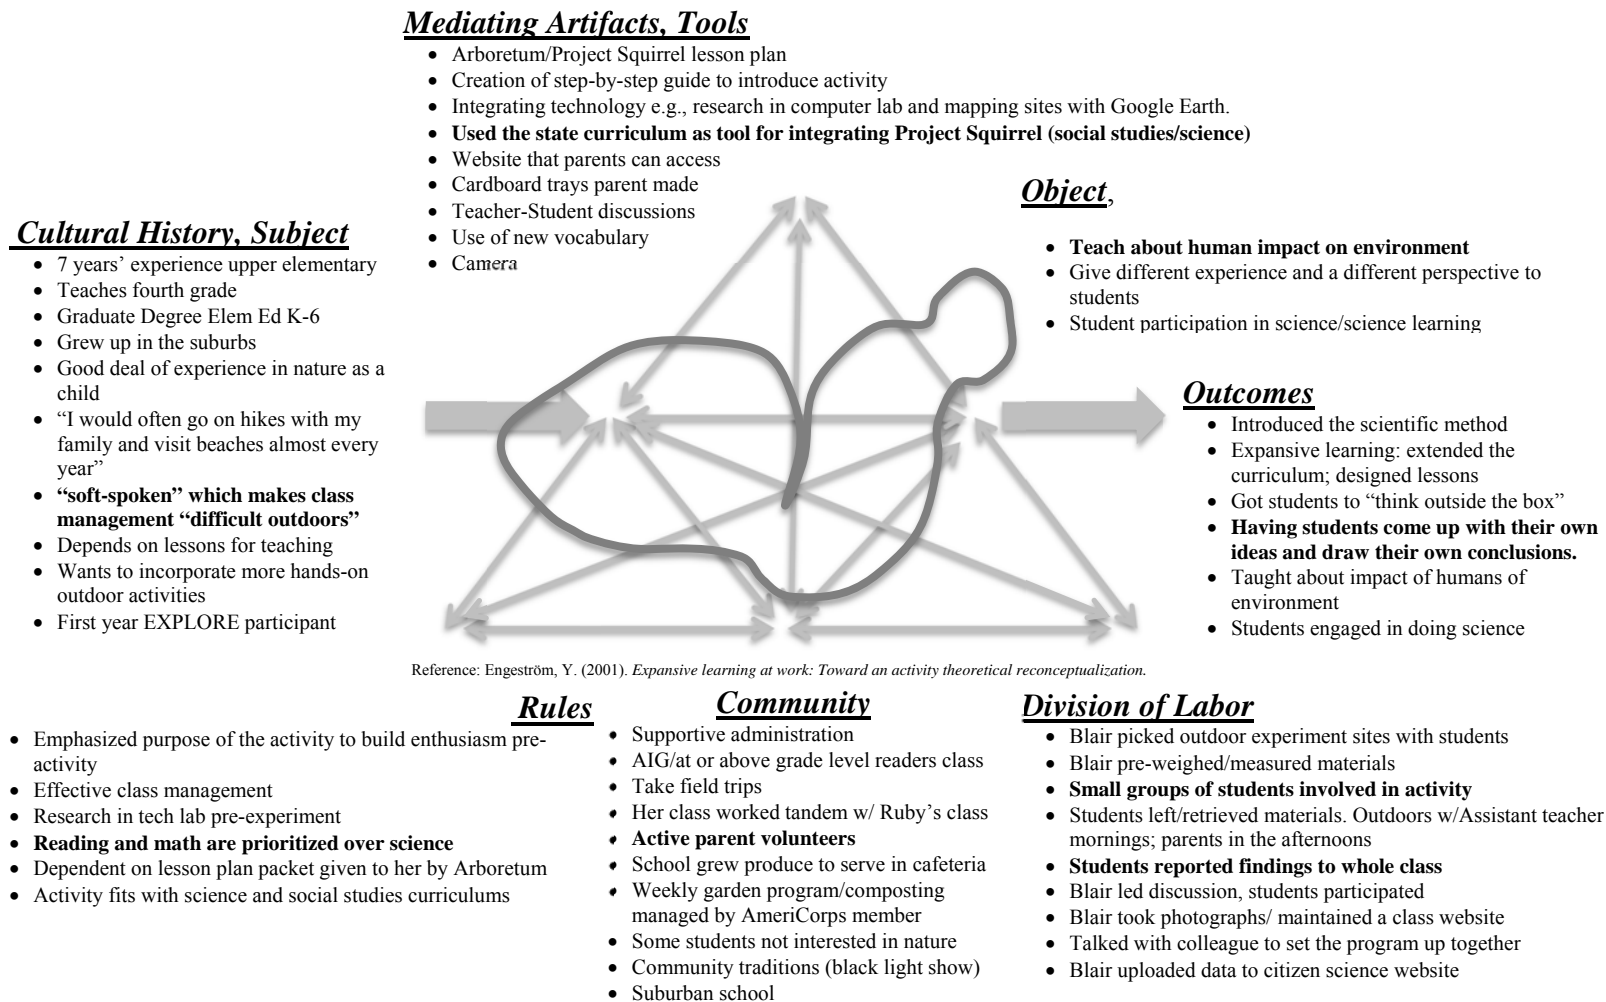 Mediating Artifacts, Tools
• Arboretum/Project Squirrel lesson plan
• Creation of step-by-step guide to introduce activity
• Integrating technology e.g., research in computer lab and mapping sites with Google Earth.
• Used the state curriculum as tool for integrating Project Squirrel (social studies/science)
• Website that parents can access
• Cardboard trays parent made
• Teacher-Student discussions
• Use of new vocabulary
• Camera
Cultural History, Subject
• 7 years’ experience upper elementary
• Teaches fourth grade
• Graduate Degree Elem Ed K-6
• Grew up in the suburbs
• Good deal of experience in nature as a
child
• “I would often go on hikes with my
family and visit beaches almost every
year”
• “soft-spoken” which makes class
management “difficult outdoors”
• Depends on lessons for teaching
• Wants to incorporate more hands-on
outdoor activities
• First year EXPLORE participant
Object,
• Teach about human impact on environment
• Give different experience and a different perspective to
students
• Student participation in science/science learning
Outcomes
• Introduced the scientific method
• Expansive learning: extended the
curriculum; designed lessons
• Got students to “think outside the box”
• Having students come up with their own
ideas and draw their own conclusions.
• Taught about impact of humans of
environment
• Students engaged in doing science
Reference: Engeström, Y. (2001). Expansive learning at work: Toward an activity theoretical reconceptualization.
Rules
• Emphasized purpose of the activity to build enthusiasm pre-
activity
• Effective class management
• Research in tech lab pre-experiment
• Reading and math are prioritized over science
• Dependent on lesson plan packet given to her by Arboretum
• Activity fits with science and social studies curriculums
Community
• Supportive administration
• AIG/at or above grade level readers class
• Take field trips
• Her class worked tandem w/ Ruby’s class
• Active parent volunteers
• School grew produce to serve in cafeteria
• Weekly garden program/composting
managed by AmeriCorps member
• Some students not interested in nature
• Community traditions (black light show)
• Suburban school
Division of Labor
• Blair picked outdoor experiment sites with students
• Blair pre-weighed/measured materials
• Small groups of students involved in activity
• Students left/retrieved materials. Outdoors w/Assistant teacher
mornings; parents in the afternoons
• Students reported findings to whole class
• Blair led discussion, students participated
• Blair took photographs/ maintained a class website
• Talked with colleague to set the program up together
• Blair uploaded data to citizen science website